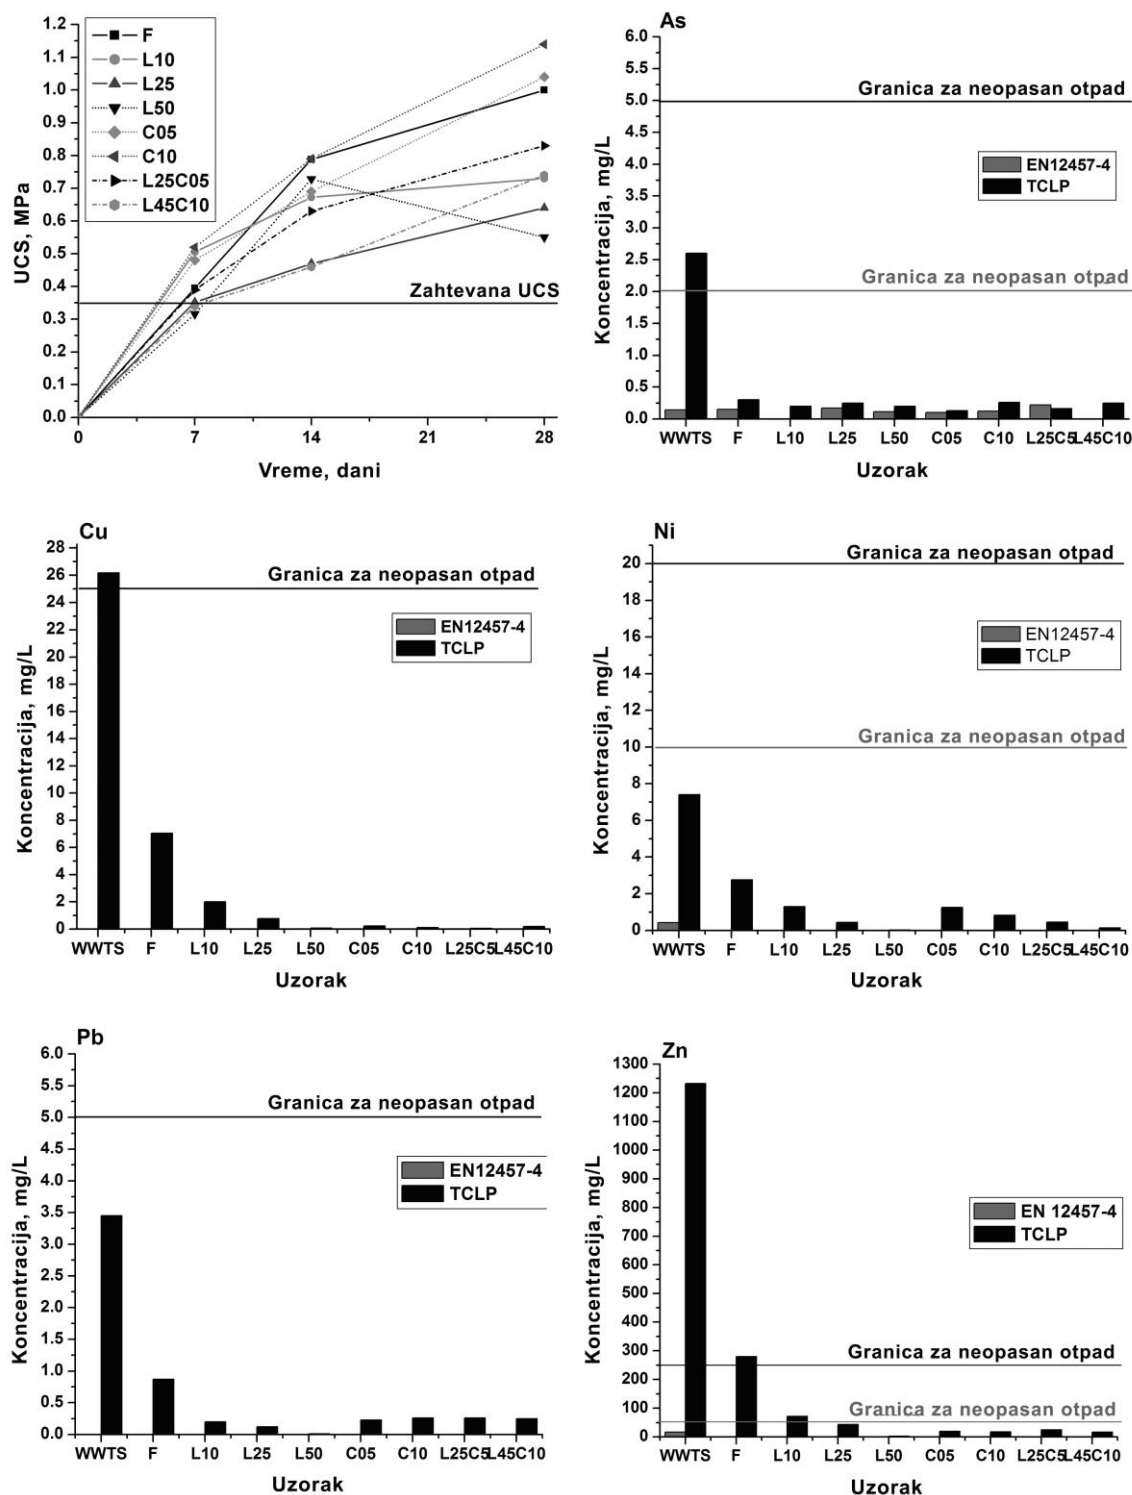 1.2
1.1
1.0
0.9
0.8
0.7
0.6
0.5
0.4
0.3
0.2
0.1
0.0
UCS, MPa
F
L10
L25
L50
C05
C10
L25C05
L45C10
Zahtevana UCS
0 7 14 21 28
Vreme, dani
As
6.0
5.5
5.0
4.5
4.0
3.5
3.0
2.5
2.0
1.5
1.0
0.5
0.0
Koncentracija, mg/L
Granica za neopasan otpad
EN12457-4
TCLP
Granica za neopasan otpad
WWTS F L10 L25 L50 C05 C10 L25C5 L45C10
Uzorak
Cu
28
26
24
22
20
18
16
14
12
10
8
6
4
2
0
Koncentracija, mg/L
Granica za neopasan otpad
EN12457-4
TCLP
WWTS F L10 L25 L50 C05 C10 L25C5 L45C10
Uzorak
Ni
20
18
16
14
12
10
8
6
4
2
0
Koncentracija, mg/L
Granica za neopasan otpad
EN12457-4
TCLP
Granica za neopasan otpad
WWTS F L10 L25 L50 C05 C10 L25C5 L45C10
Uzorak
Pb
6.0
5.5
5.0
4.5
4.0
3.5
3.0
2.5
2.0
1.5
1.0
0.5
0.0
Koncentracija, mg/L
Granica za neopasan otpad
EN12457-4
TCLP
WWTS F L10 L25 L50 C05 C10 L25C5 L45C10
Uzorak
Zn
1300
1200
1100
1000
900
800
700
600
500
400
300
200
100
0
Koncentracija, mg/L
EN 12457-4
TCLP
Granica za neopasan otpad
Granica za neopasan otpad
WWTS F L10 L25 L50 C05 C10 L25C5 L45C10
Uzorak